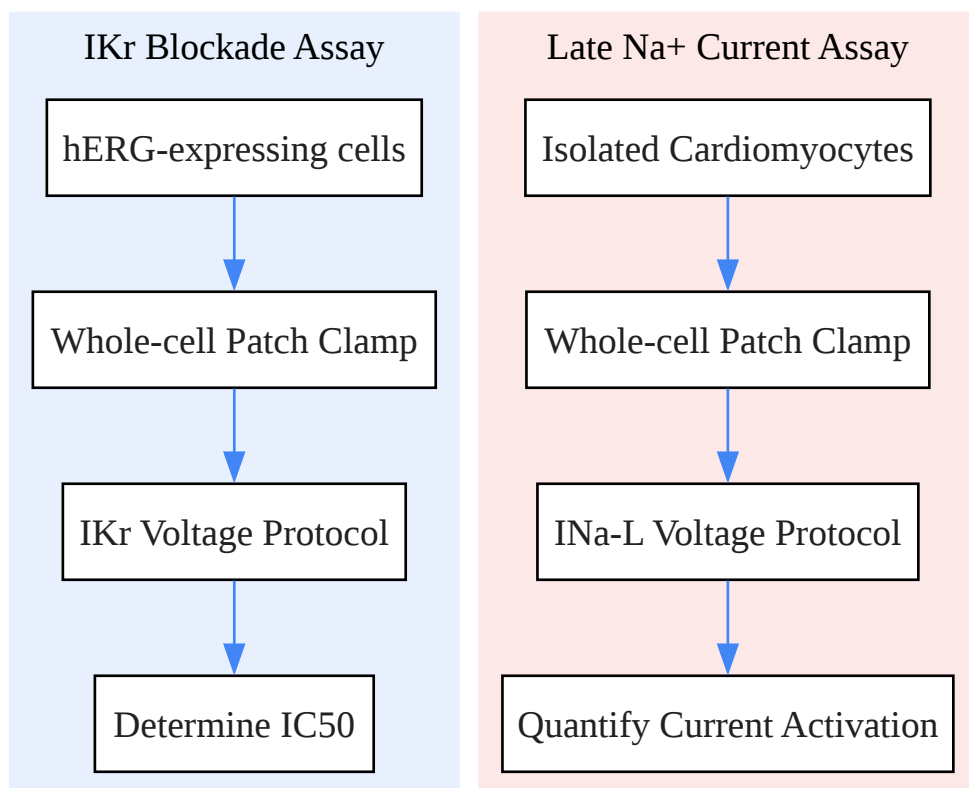 IKr Blockade Assay
hERG-expressing cells
Whole-cell Patch Clamp
IKr Voltage Protocol
Determine IC50
Late Na+ Current Assay
Isolated Cardiomyocytes
Whole-cell Patch Clamp
INa-L Voltage Protocol
Quantify Current Activation